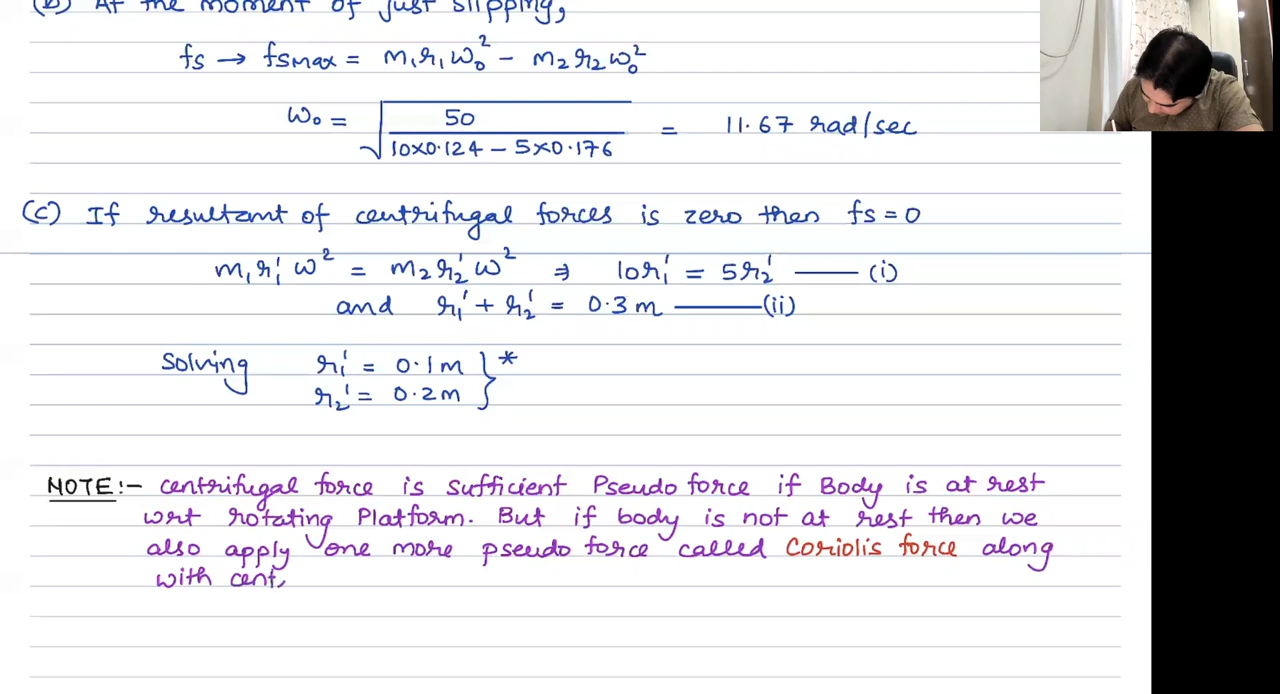 (b) At the moment of just slipping,
fs → fsmax = m₁r₁ω₀² − m₂r₂ω₀²
ω₀ = √(50 / (10×0.124 − 5×0.176)) = 11.67 rad/sec
(c) If resultant of centrifugal forces is zero then fs = 0
m₁r₁'ω² = m₂r₂'ω² ⇒ 10r₁' = 5r₂' —— (i)
and r₁' + r₂' = 0.3 m ——(ii)
Solving r₁' = 0.1m } *
r₂' = 0.2m
NOTE:- centrifugal force is sufficient Pseudo force if Body is at rest
wrt rotating Platform. But if body is not at rest then we
also apply one more pseudo force called Coriolis force along
with cent